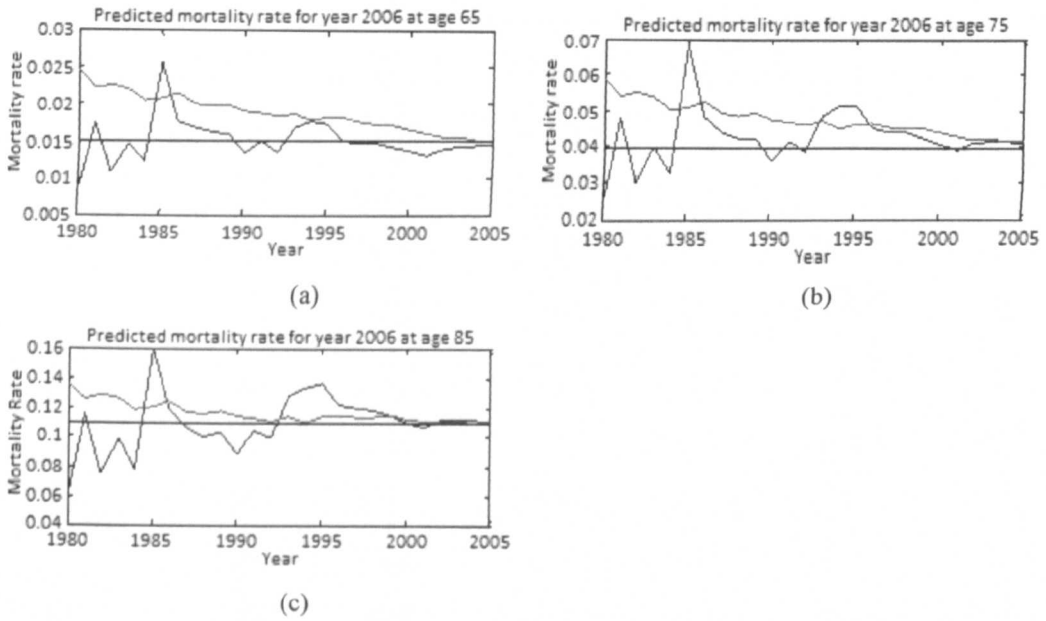 Predicted mortality rate for year 2006 at age 65
Mortality rate
0.03
0.02
0.015
0.01
0.005
1980 1985 1990 1995 2000 2005
Year
(a)
Predicted mortality rate for year 2006 at age 75
Mortality rate
0.07
0.06
0.05
0.04
0.03
0.02
1980 1985 1990 1995 2000 2005
Year
(b)
Predicted mortality rate for year 2006 at age 85
Mortality Rate
0.16
0.14
0.12
0.1
0.08
0.06
0.04
1980 1985 1990 1995 2000 2005
Year
(c)